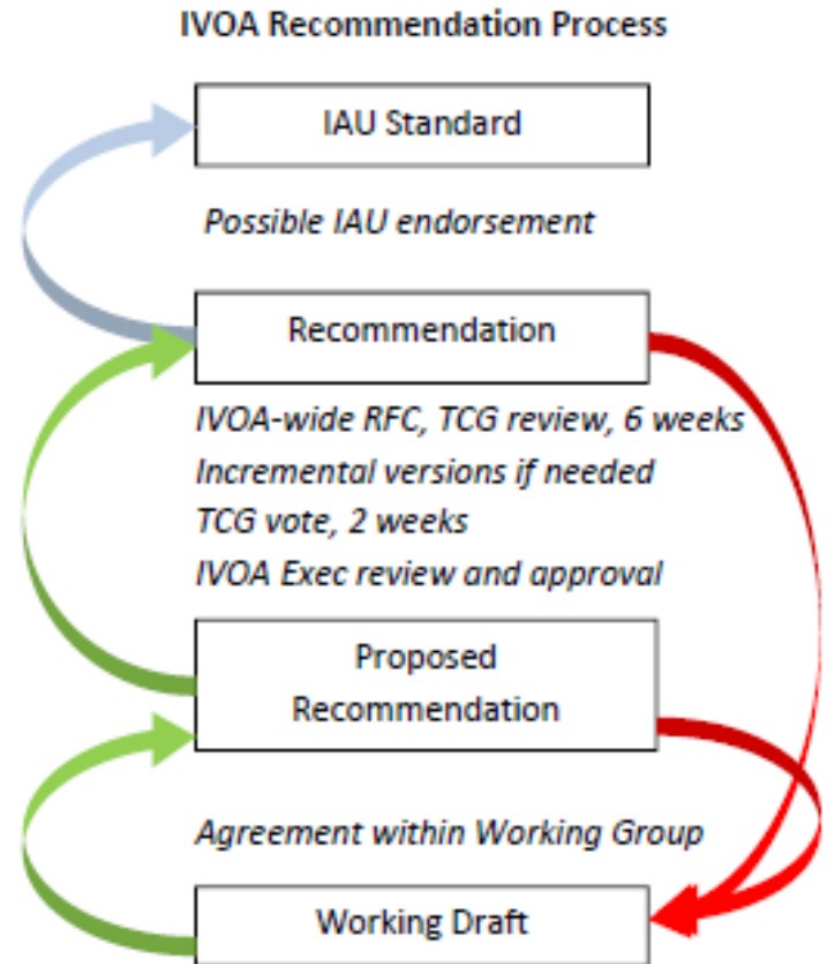 IVOA Recommendation Process
IAU Standard
Possible IAU endorsement
Recommendation
IVOA-wide RFC, TCG review, 6 weeks
Incremental versions if needed
TCG vote, 2 weeks
IVOA Exec review and approval
Proposed
Recommendation
Agreement within Working Group
Working Draft